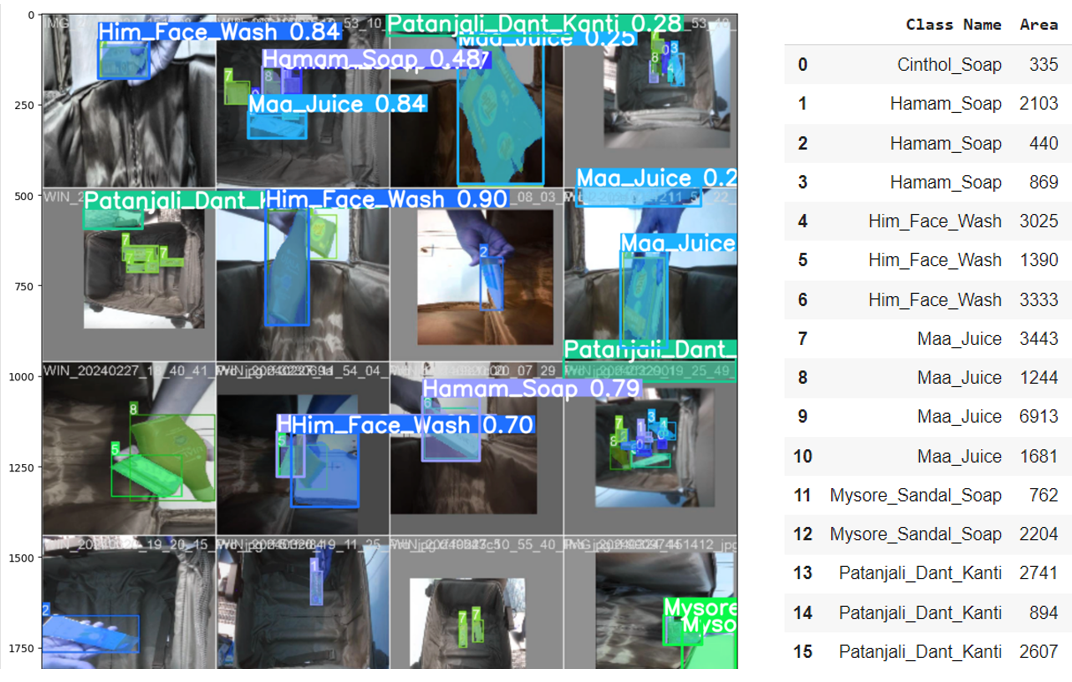 0
250
500
750
1000
1250
1500
1750
Him_Face_Wash 0.84
Patanjali_Dant_Kanti 0.28
Maa_Juice 0.25
Hamam_Soap 0.48
Maa_Juice 0.84
Maa_Juice 0.2
Patanjali_Dant_
Him_Face_Wash 0.90
Maa_Juice
Patanjali_Dant_
WIN_20240227
Hamam_Soap 0.79
Him_Face_Wash 0.70
Mysore
Myso
Class Name Area
0 Cinthol_Soap 335
1 Hamam_Soap 2103
2 Hamam_Soap 440
3 Hamam_Soap 869
4 Him_Face_Wash 3025
5 Him_Face_Wash 1390
6 Him_Face_Wash 3333
7 Maa_Juice 3443
8 Maa_Juice 1244
9 Maa_Juice 6913
10 Maa_Juice 1681
11 Mysore_Sandal_Soap 762
12 Mysore_Sandal_Soap 2204
13 Patanjali_Dant_Kanti 2741
14 Patanjali_Dant_Kanti 894
15 Patanjali_Dant_Kanti 2607